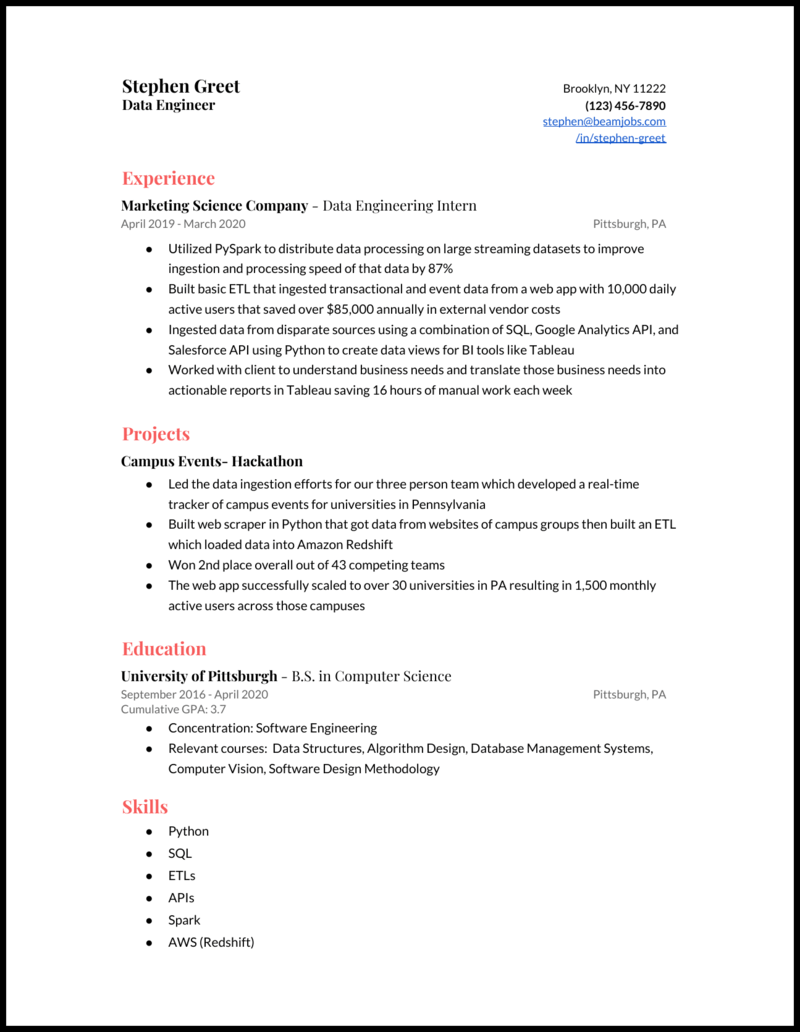 Stephen Greet
Data Engineer
Brooklyn, NY 11222
(123) 456-7890
stephen@beamjobs.com
/in/stephen-greet
Experience
Marketing Science Company - Data Engineering Intern
April 2019 - March 2020 Pittsburgh, PA
● Utilized PySpark to distribute data processing on large streaming datasets to improve
ingestion and processing speed of that data by 87%
● Built basic ETL that ingested transactional and event data from a web app with 10,000 daily
active users that saved over $85,000 annually in external vendor costs
● Ingested data from disparate sources using a combination of SQL, Google Analytics API, and
Salesforce API using Python to create data views for BI tools like Tableau
● Worked with client to understand business needs and translate those business needs into
actionable reports in Tableau saving 16 hours of manual work each week
Projects
Campus Events- Hackathon
● Led the data ingestion efforts for our three person team which developed a real-time
tracker of campus events for universities in Pennsylvania
● Built web scraper in Python that got data from websites of campus groups then built an ETL
which loaded data into Amazon Redshift
● Won 2nd place overall out of 43 competing teams
● The web app successfully scaled to over 30 universities in PA resulting in 1,500 monthly
active users across those campuses
Education
University of Pittsburgh - B.S. in Computer Science
September 2016 - April 2020 Pittsburgh, PA
Cumulative GPA: 3.7
● Concentration: Software Engineering
● Relevant courses: Data Structures, Algorithm Design, Database Management Systems,
Computer Vision, Software Design Methodology
Skills
● Python
● SQL
● ETLs
● APIs
● Spark
● AWS (Redshift)